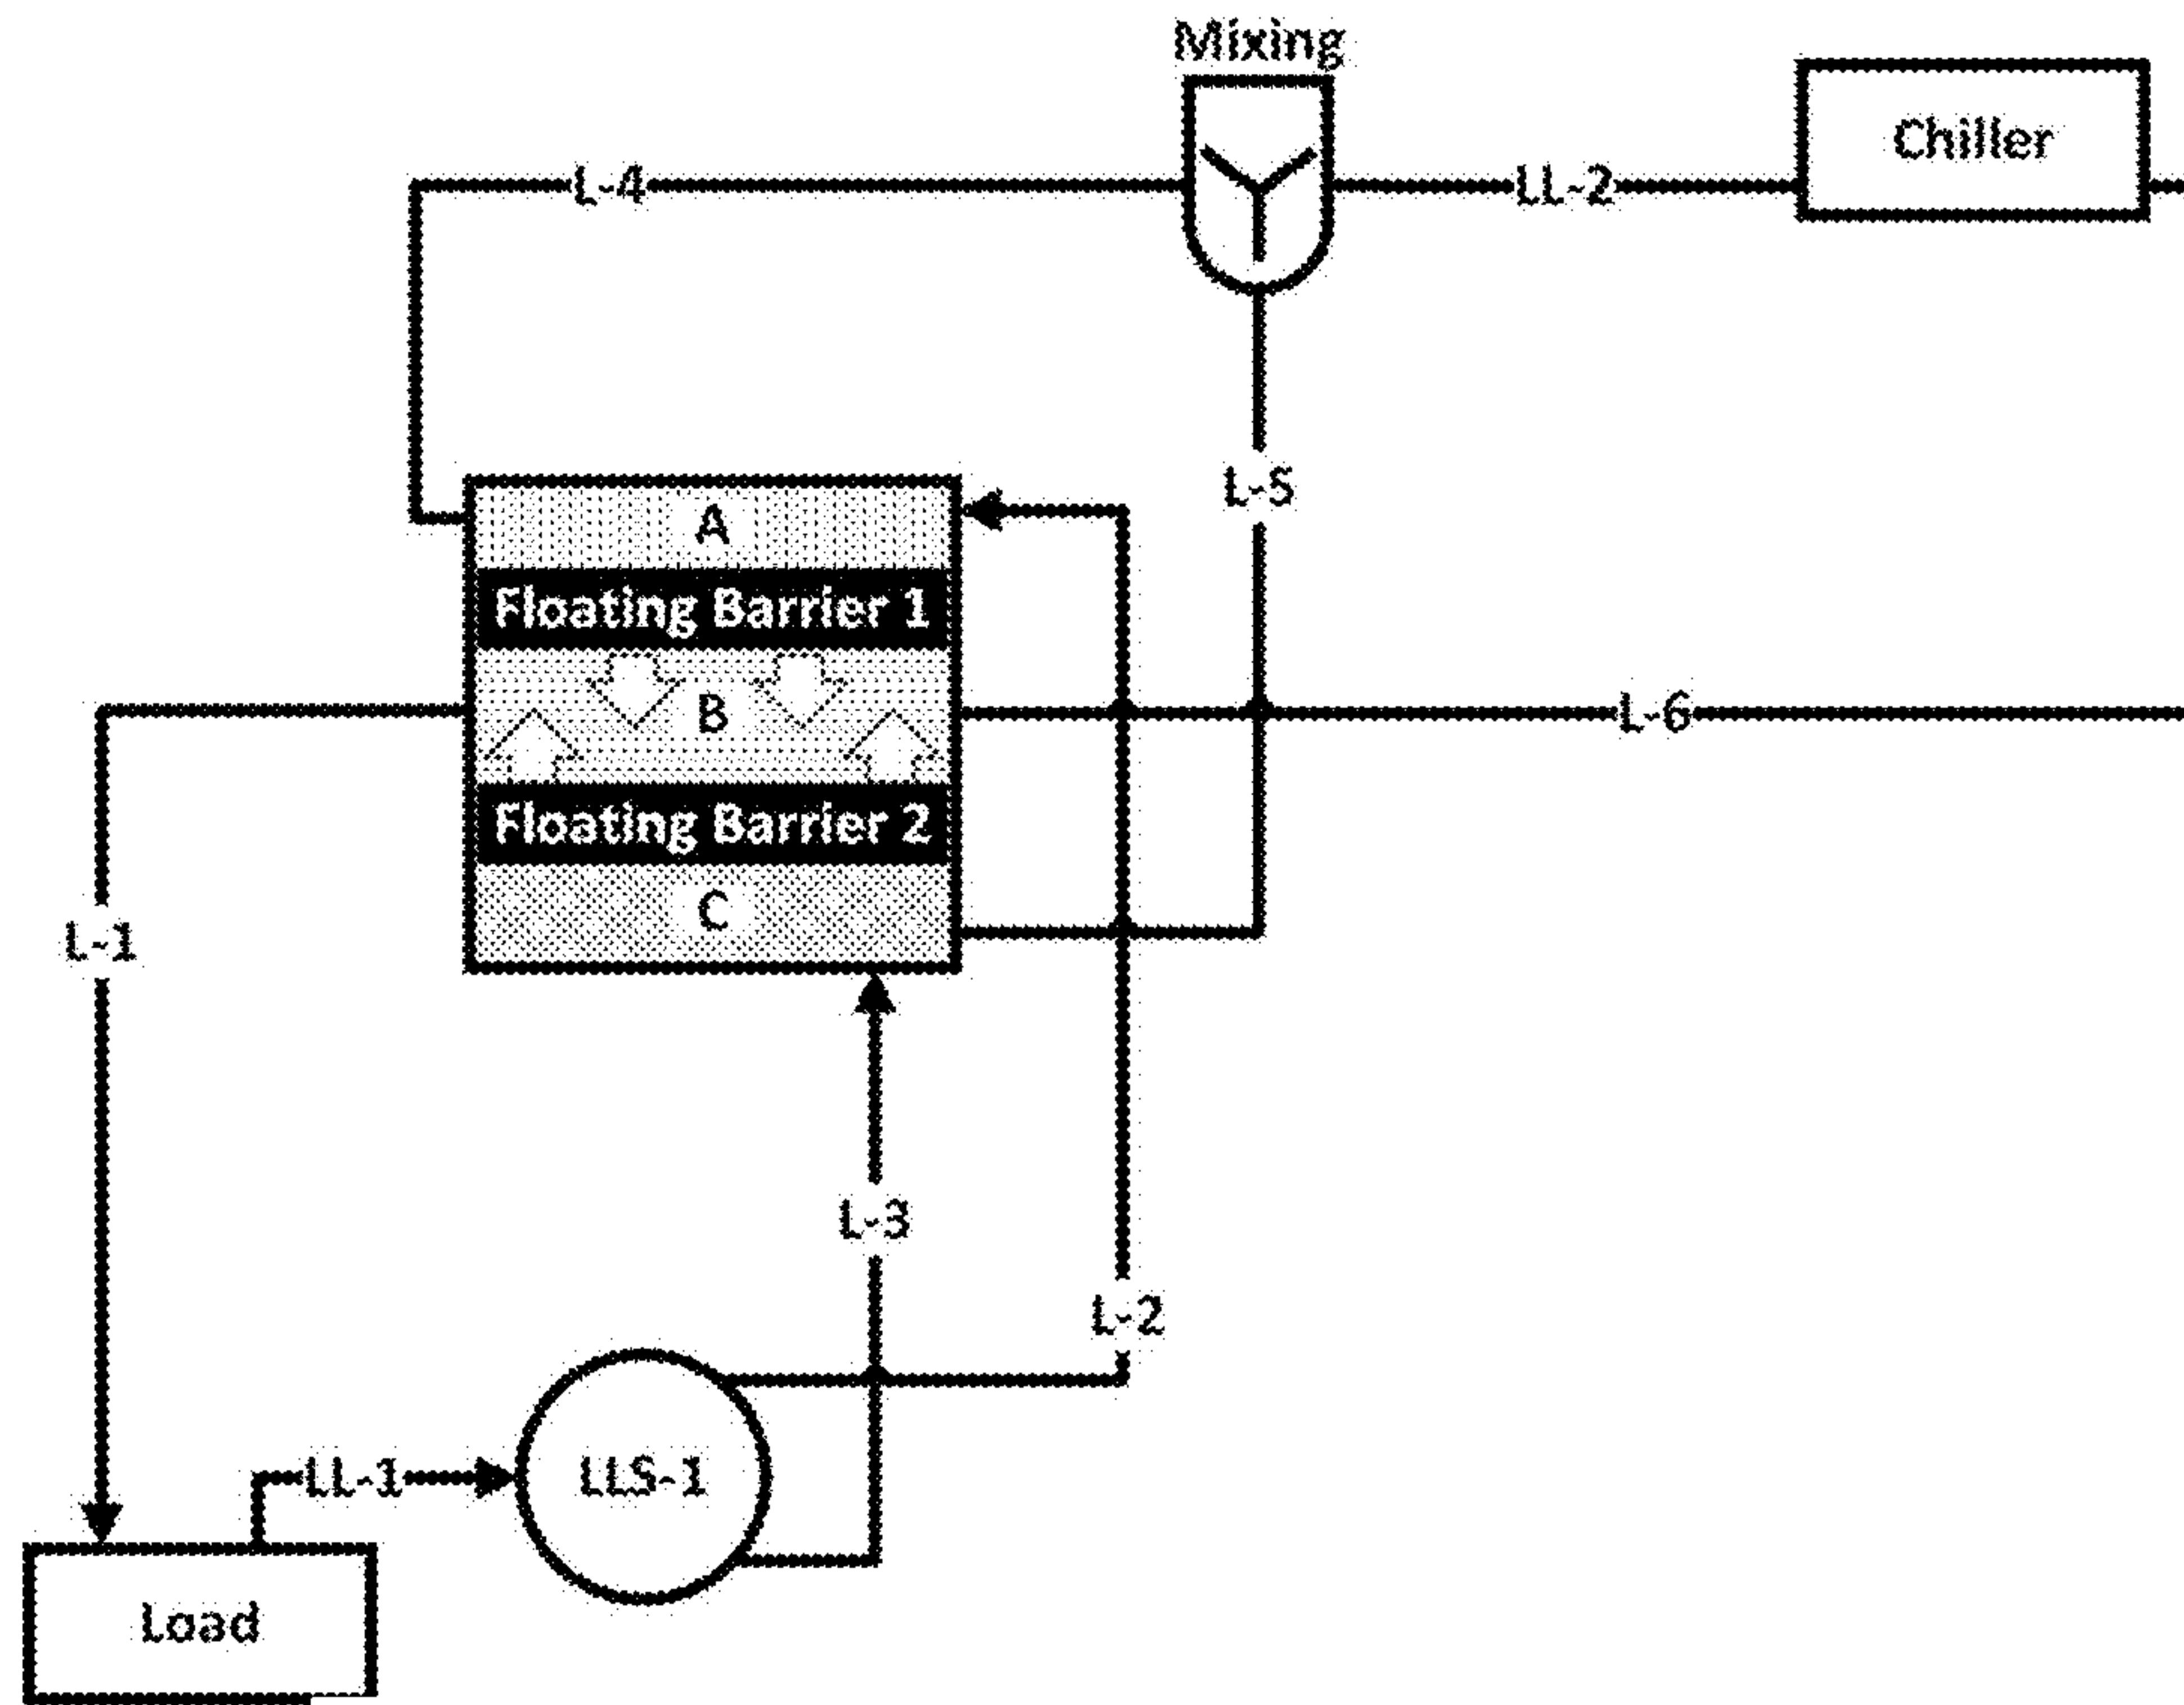 Mixing
Chiller
L-4
LL-2
L-5
A
Floating Barrier 1
B
L-6
Floating Barrier 2
C
L-1
L-3
L-2
LL-1
LLS-1
Load